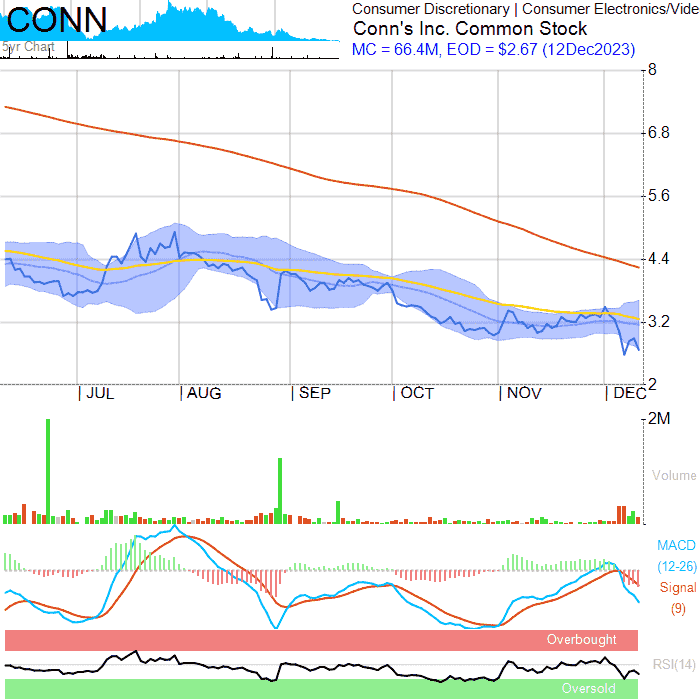 CONN
5yr Chart
Consumer Discretionary | Consumer Electronics/Vide
Conn's Inc. Common Stock
MC = 66.4M, EOD = $2.67 (12Dec2023)
8
6.8
5.6
4.4
3.2
2
| JUL | AUG | SEP | OCT | NOV | DEC
2M
Volume
MACD
(12-26)
Signal
(9)
Overbought
RSI(14)
Oversold